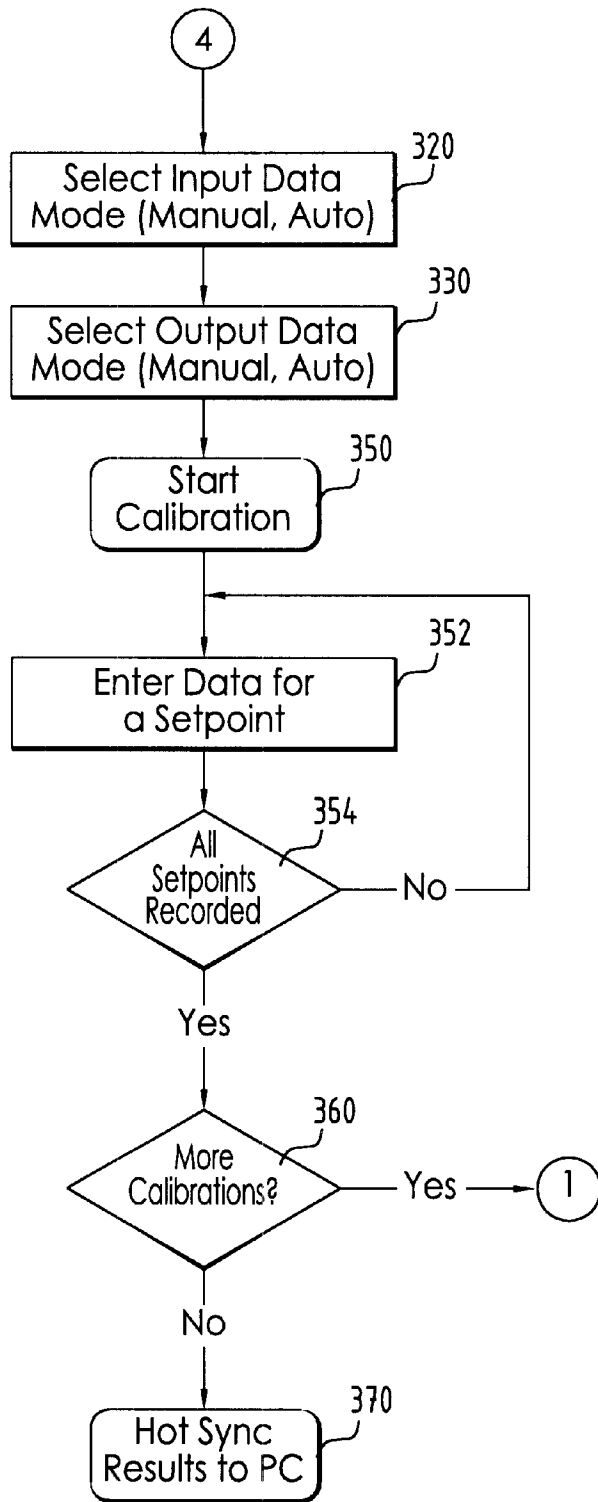 4
320
Select Input Data
Mode (Manual, Auto)
330
Select Output Data
Mode (Manual, Auto)
350
Start
Calibration
352
Enter Data for
a Setpoint
354
All
Setpoints
Recorded
No
Yes
360
More
Calibrations?
Yes
1
No
370
Hot Sync
Results to PC